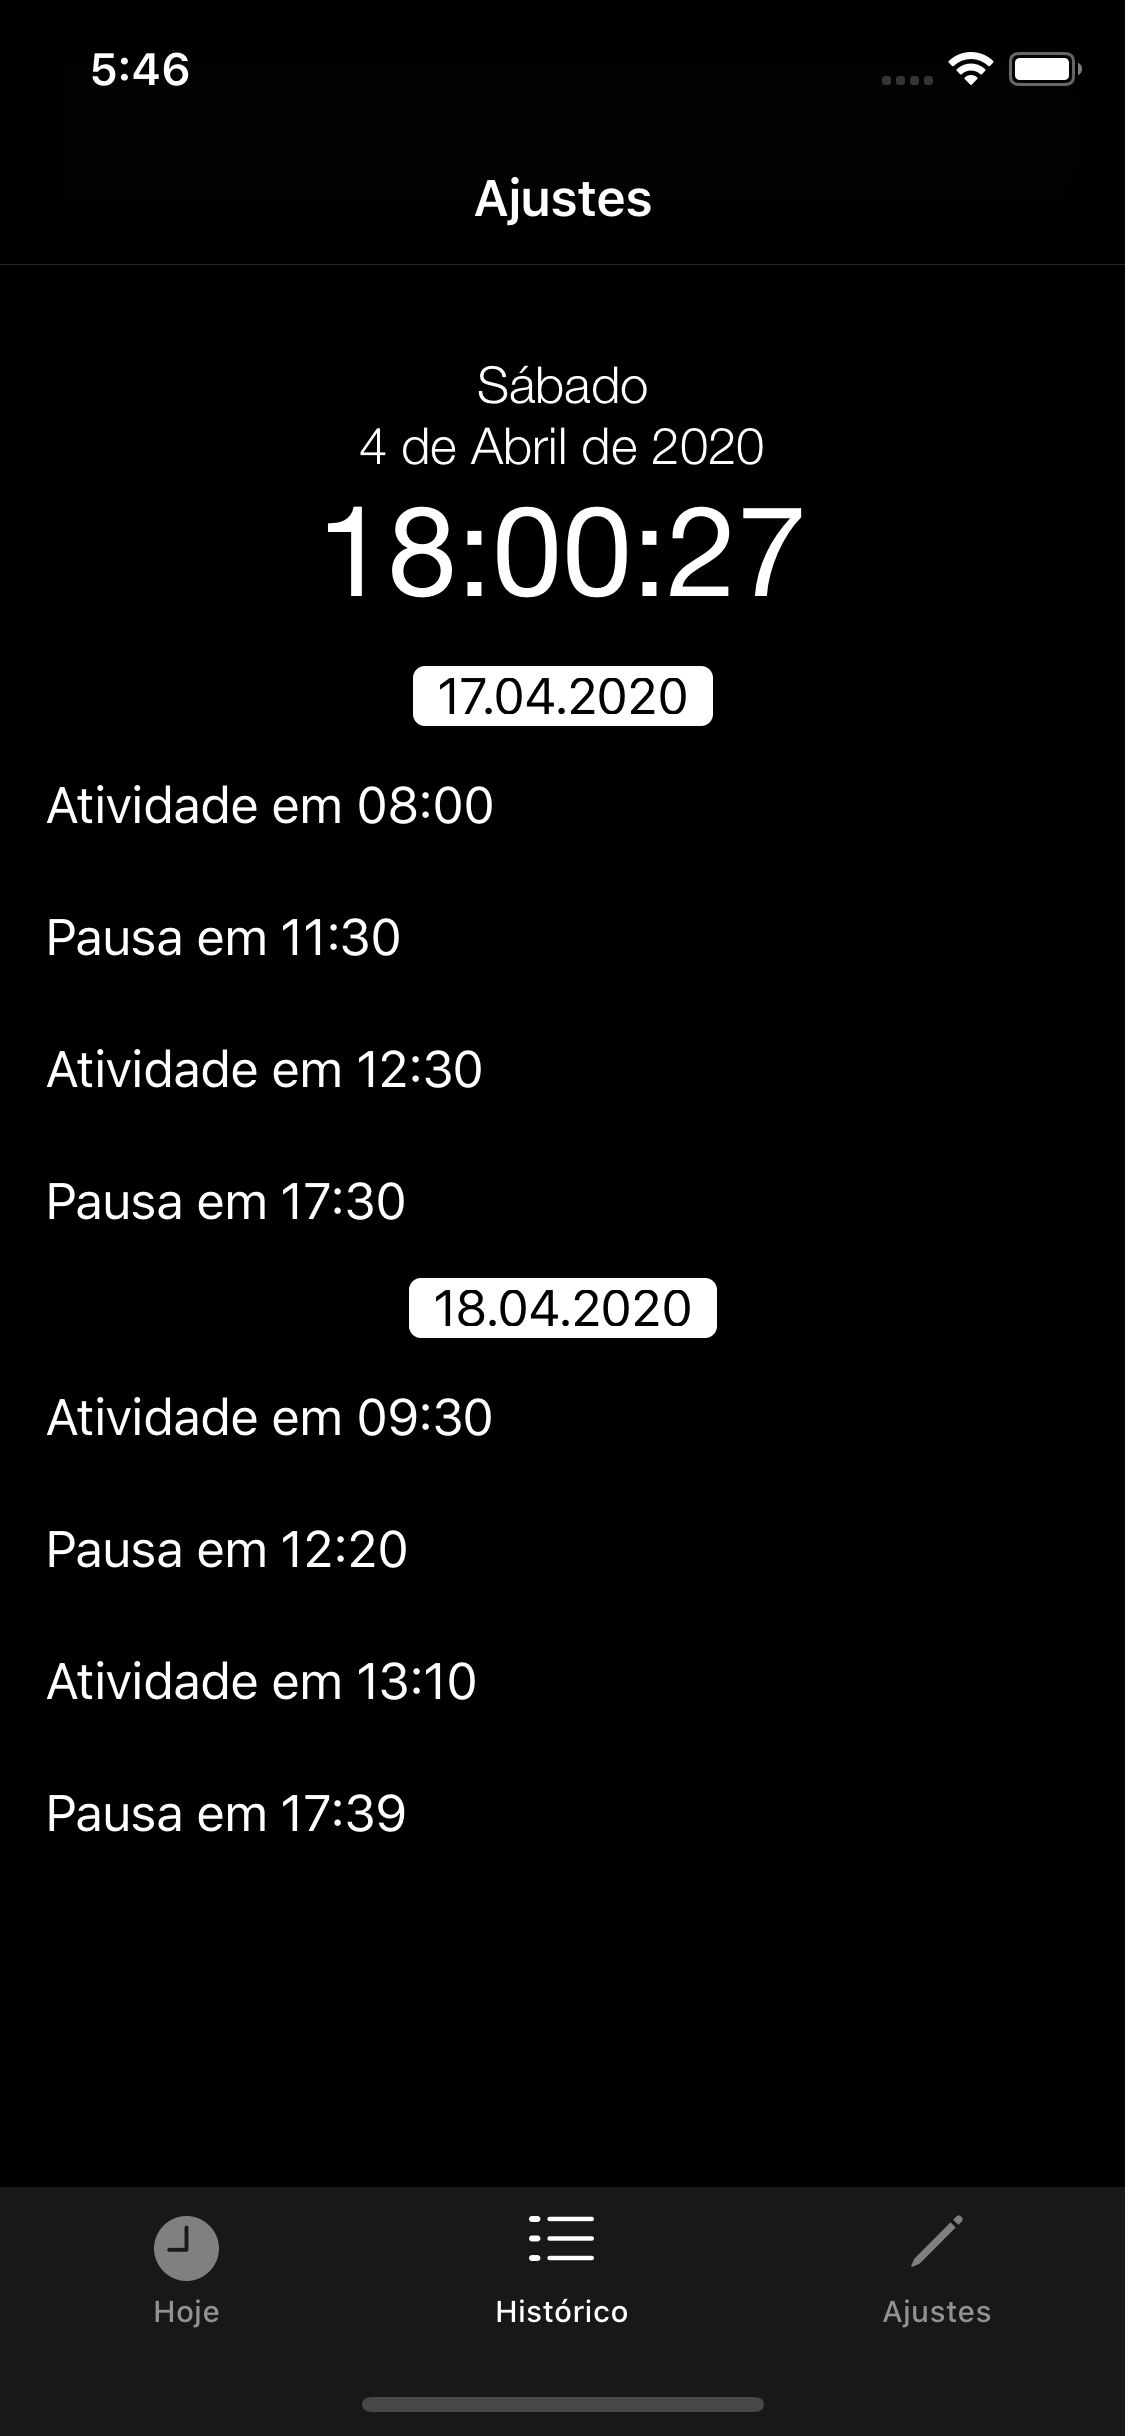 5:46
Ajustes
Sábado
4 de Abril de 2020
18:00:27
17.04.2020
Atividade em 08:00
Pausa em 11:30
Atividade em 12:30
Pausa em 17:30
18.04.2020
Atividade em 09:30
Pausa em 12:20
Atividade em 13:10
Pausa em 17:39
Hoje
Histórico
Ajustes